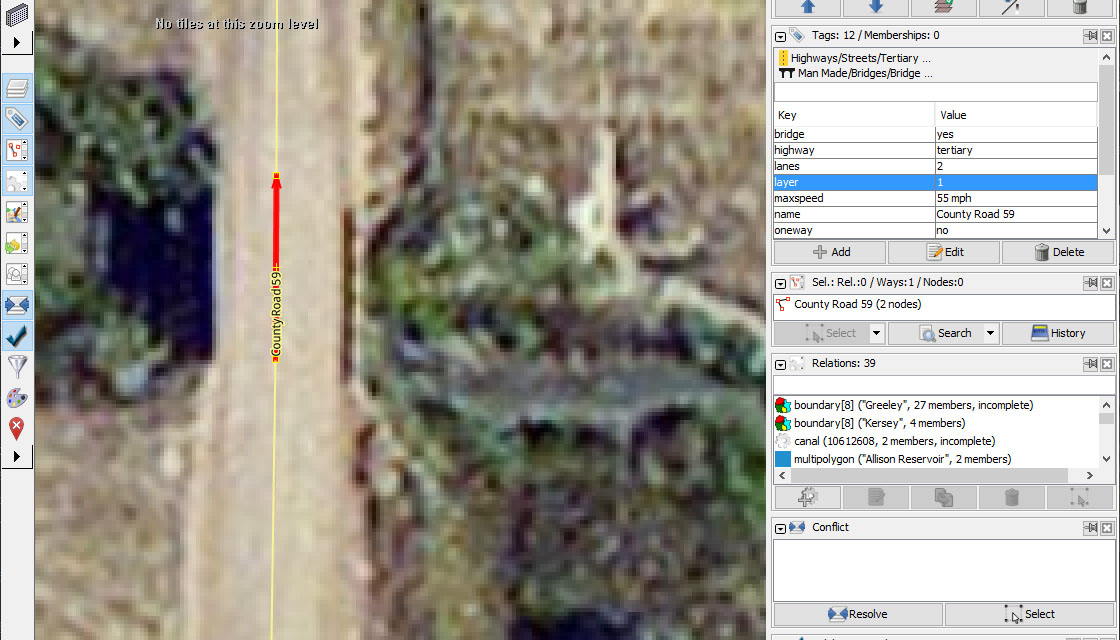 No tiles at this zoom level
County Road 59
Tags: 12 / Memberships: 0
Highways/Streets/Tertiary ...
Man Made/Bridges/Bridge ...
Key Value
bridge yes
highway tertiary
lanes 2
layer 1
maxspeed 55 mph
name County Road 59
oneway no
Add Edit Delete
Sel.: Rel.:0 / Ways:1 / Nodes:0
County Road 59 (2 nodes)
Select Search History
Relations: 39
boundary[8] ("Greeley", 27 members, incomplete)
boundary[8] ("Kersey", 4 members)
canal (10612608, 2 members, incomplete)
multipolygon ("Allison Reservoir", 2 members)
Conflict
Resolve Select